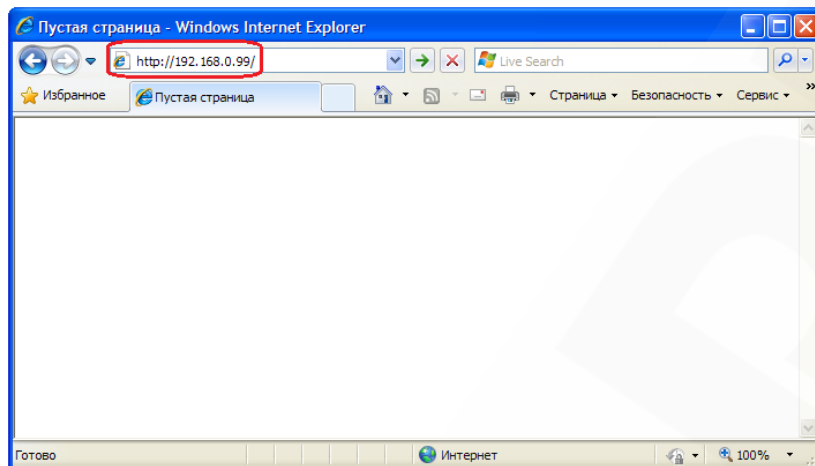 Пустая страница - Windows Internet Explorer
http://192.168.0.99/
Live Search
Избранное
Пустая страница
Страница
Безопасность
Сервис
»
Готово
Интернет
100%